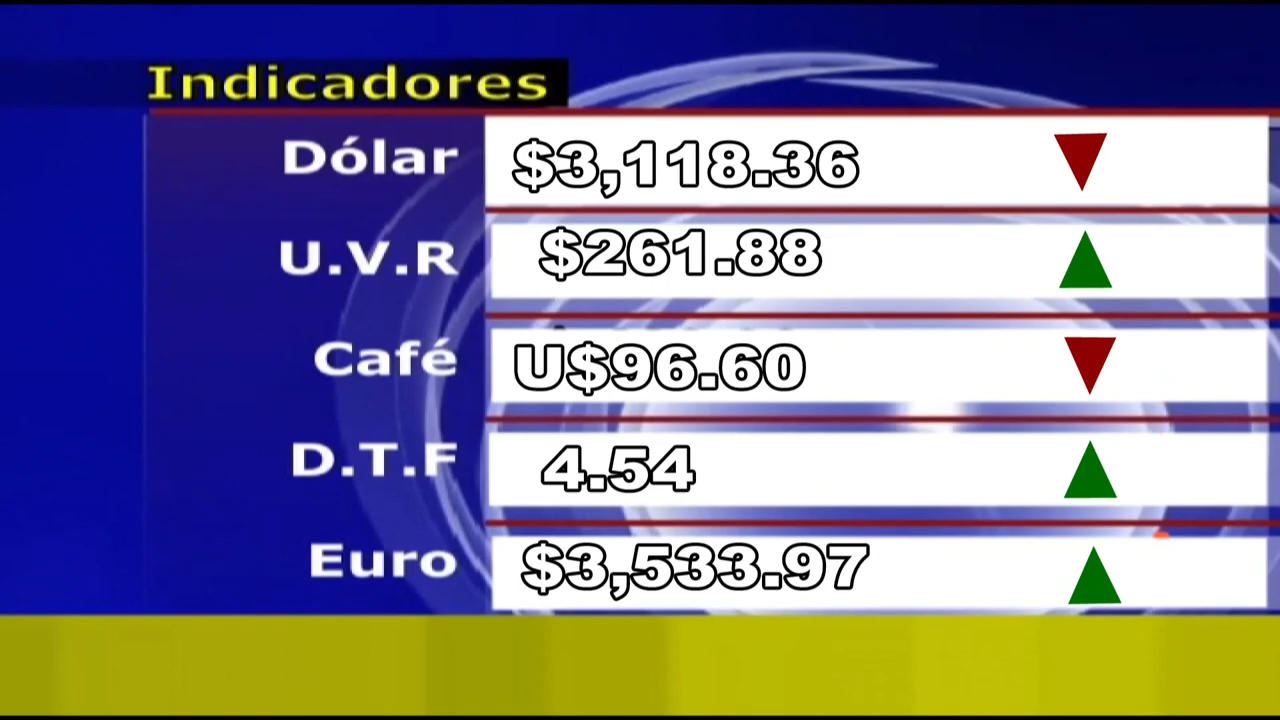 Indicadores
Dólar $3,118.36
U.V.R $261.88
Café U$96.60
D.T.F 4.54
Euro $3,533.97